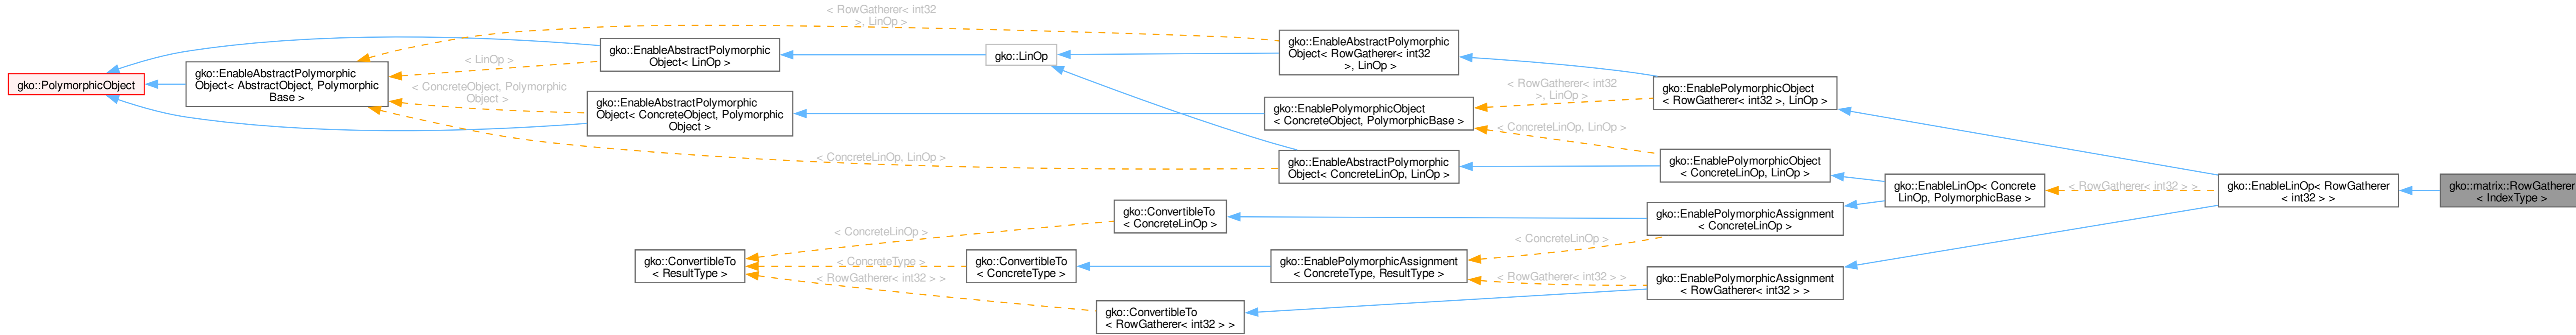 gko::PolymorphicObject
gko::EnableAbstractPolymorphic
Object< AbstractObject, Polymorphic
Base >
< RowGatherer< int32
>, LinOp >
< LinOp >
< ConcreteObject, Polymorphic
Object >
< ConcreteLinOp, LinOp >
gko::EnableAbstractPolymorphic
Object< LinOp >
gko::EnableAbstractPolymorphic
Object< ConcreteObject, Polymorphic
Object >
gko::LinOp
gko::EnableAbstractPolymorphic
Object< RowGatherer< int32
>, LinOp >
gko::EnablePolymorphicObject
< ConcreteObject, PolymorphicBase >
gko::EnableAbstractPolymorphic
Object< ConcreteLinOp, LinOp >
< RowGatherer< int32
>, LinOp >
< ConcreteLinOp, LinOp >
gko::EnablePolymorphicObject
< RowGatherer< int32 >, LinOp >
gko::EnablePolymorphicObject
< ConcreteLinOp, LinOp >
gko::EnableLinOp< Concrete
LinOp, PolymorphicBase >
< RowGatherer< int32 > >
gko::EnableLinOp< RowGatherer
< int32 > >
gko::matrix::RowGatherer
< IndexType >
gko::ConvertibleTo
< ResultType >
< ConcreteLinOp >
< ConcreteType >
< RowGatherer< int32 > >
gko::ConvertibleTo
< ConcreteLinOp >
gko::ConvertibleTo
< ConcreteType >
gko::ConvertibleTo
< RowGatherer< int32 > >
gko::EnablePolymorphicAssignment
< ConcreteType, ResultType >
< ConcreteLinOp >
< RowGatherer< int32 > >
gko::EnablePolymorphicAssignment
< ConcreteLinOp >
gko::EnablePolymorphicAssignment
< RowGatherer< int32 > >